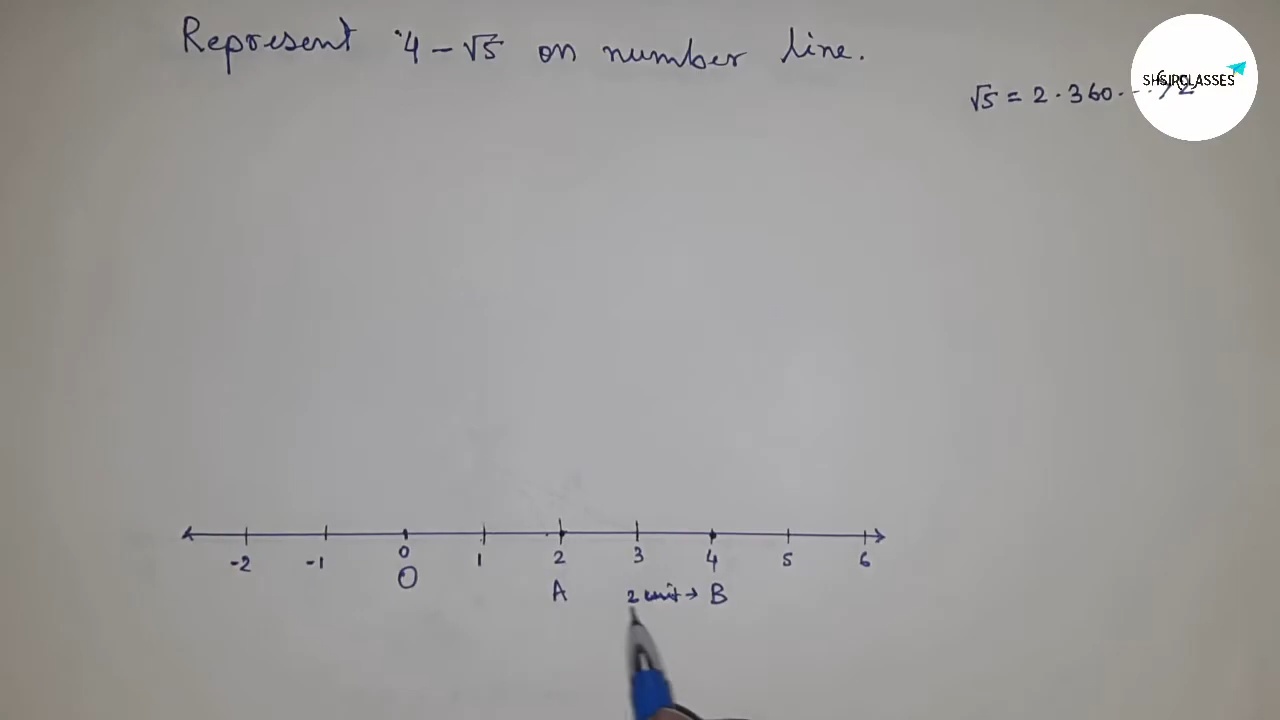 Represent 4 - √5 on number line.
SHSIRCLASSES
√5 = 2.360...
-2 -1 0 1 2 3 4 5 6
O A 2 unit → B